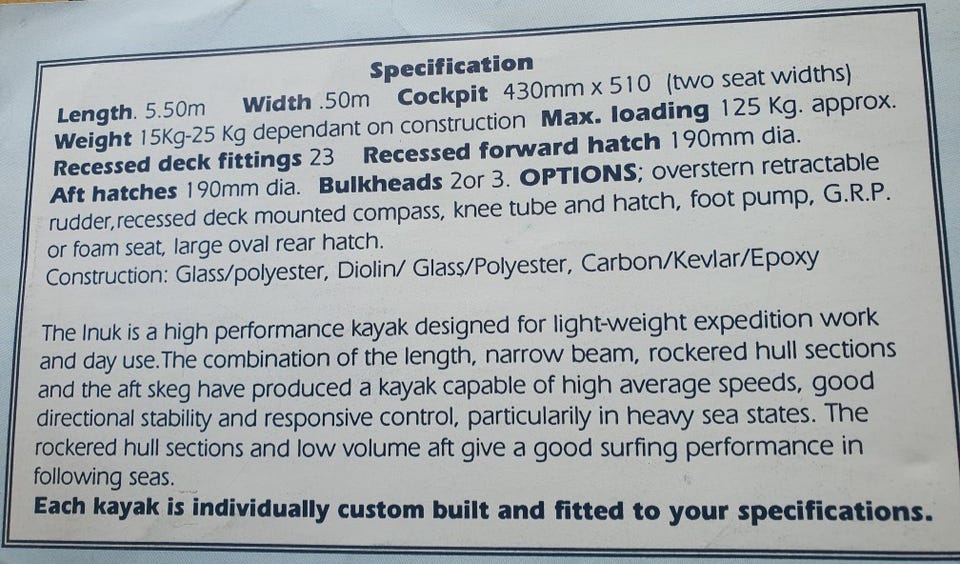 Specification
Length. 5.50m Width .50m Cockpit 430mm x 510 (two seat widths)
Weight 15Kg-25 Kg dependant on construction Max. loading 125 Kg. approx.
Recessed deck fittings 23 Recessed forward hatch 190mm dia.
Aft hatches 190mm dia. Bulkheads 2or 3. OPTIONS; overstern retractable
rudder,recessed deck mounted compass, knee tube and hatch, foot pump, G.R.P.
or foam seat, large oval rear hatch.
Construction: Glass/polyester, Diolin/ Glass/Polyester, Carbon/Kevlar/Epoxy
The Inuk is a high performance kayak designed for light-weight expedition work
and day use.The combination of the length, narrow beam, rockered hull sections
and the aft skeg have produced a kayak capable of high average speeds, good
directional stability and responsive control, particularily in heavy sea states. The
rockered hull sections and low volume aft give a good surfing performance in
following seas.
Each kayak is individually custom built and fitted to your specifications.